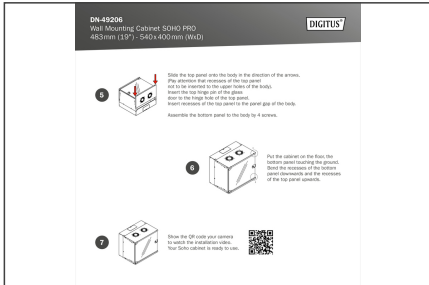 DN-49206
Wall Mounting Cabinet SOHO PRO
483 mm (19") - 540 x 400 mm (WxD)
DIGITUS®
5
Slide the top panel onto the body in the direction of the arrows.
(Pay attention that recesses of the top panel
not to be inserted to the upper holes of the body).
Insert the top hinge pin of the glass
door to the hinge hole of the top panel.
Insert recesses of the top panel to the panel gap of the body.
Assemble the bottom panel to the body by 4 screws.
6
Put the cabinet on the floor, the
bottom panel touching the ground.
Bend the recesses of the bottom
panel downwards and the recesses
of the top panel upwards.
7
Show the QR code your camera
to watch the installation video.
Your Soho cabinet is ready to use.